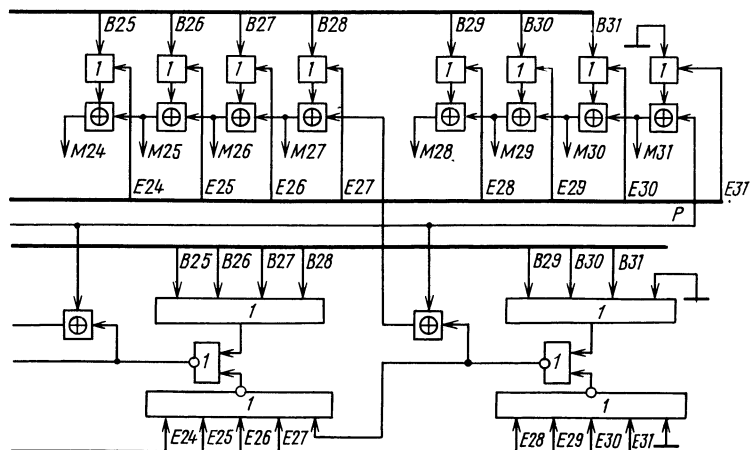 B25 B26 B27 B28 B29 B30 B31
1 1 1 1 1 1 1 1
⊕ ⊕ ⊕ ⊕ ⊕ ⊕ ⊕ ⊕
M24 M25 M26 M27 M28 M29 M30 M31
E24 E25 E26 E27 E28 E29 E30 E31
P
B25 B26 B27 B28 B29 B30 B31
1 1
⊕ ⊕
1 1
1 1
E24 E25 E26 E27 E28 E29 E30 E31